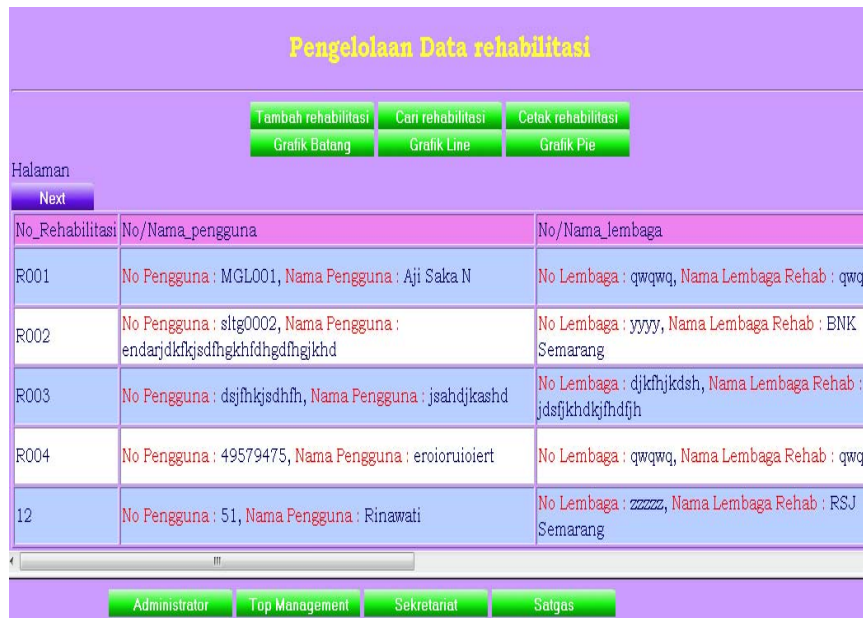 Pengelolaan Data rehabilitasi
Tambah rehabilitasi Cari rehabilitasi Cetak rehabilitasi
Grafik Batang Grafik Line Grafik Pie
Halaman
Next
No_Rehabilitasi No/Nama_pengguna No/Nama_lembaga
R001 No Pengguna : MGL001, Nama Pengguna : Aji Saka N No Lembaga : qwqwq, Nama Lembaga Rehab : qwq
R002 No Pengguna : sltg0002, Nama Pengguna : endarjdkfkjsdfhgkhfdhgdfhgjkhd No Lembaga : yyyy, Nama Lembaga Rehab : BNK Semarang
R003 No Pengguna : dsjfhkjsdhfh, Nama Pengguna : jsahdjkashd No Lembaga : djkfhjkdsh, Nama Lembaga Rehab : jdsfjkhdkjfhdfjh
R004 No Pengguna : 49579475, Nama Pengguna : eroioruioiert No Lembaga : qwqwq, Nama Lembaga Rehab : qwq
12 No Pengguna : 51, Nama Pengguna : Rinawati No Lembaga : zzzzz, Nama Lembaga Rehab : RSJ Semarang
Administrator Top Management Sekretariat Satgas